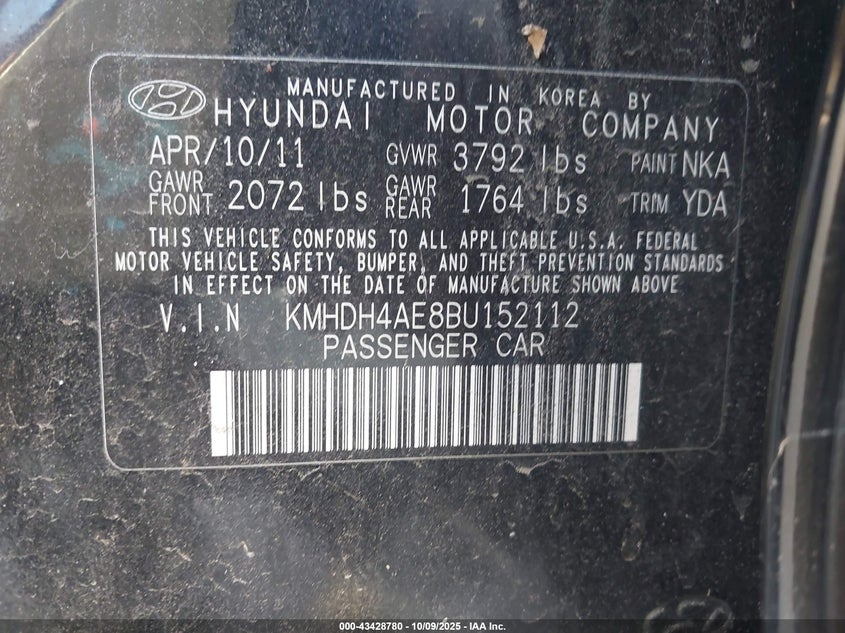 MANUFACTURED IN KOREA BY
HYUNDAI MOTOR COMPANY
APR/10/11 GVWR 3792 lbs PAINT NKA
GAWR FRONT 2072 lbs GAWR REAR 1764 lbs TRIM YDA
THIS VEHICLE CONFORMS TO ALL APPLICABLE U.S.A. FEDERAL
MOTOR VEHICLE SAFETY, BUMPER, AND THEFT PREVENTION STANDARDS
IN EFFECT ON THE DATE OF MANUFACTURE SHOWN ABOVE.
V.I.N KMHDH4AE8BU152112
PASSENGER CAR
000-43428780 - 10/09/2025 - IAA Inc.